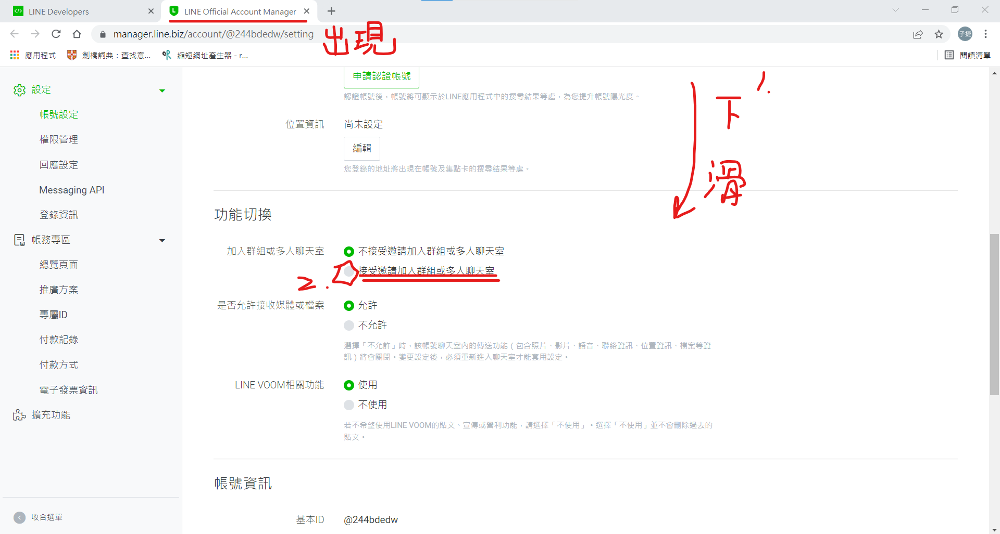 LINE Developers
LINE Official Account Manager
manager.line.biz/account/@244bdedw/setting
出現
子捷
應用程式
劍橋詞典：查找意...
縮短網址產生器 - r...
閱讀清單
設定
帳號設定
權限管理
回應設定
Messaging API
登錄資訊
帳務專區
總覽頁面
推廣方案
專屬ID
付款記錄
付款方式
電子發票資訊
擴充功能
收合選單
申請認證帳號
認證帳號後，帳號將可顯示於LINE應用程式中的搜尋結果等處，為您提升帳號曝光度。
1.
下
滑
位置資訊
尚未設定
編輯
您登錄的地址將出現在帳號及集點卡的搜尋結果等處。
功能切換
加入群組或多人聊天室
不接受邀請加入群組或多人聊天室
2.
接受邀請加入群組或多人聊天室
是否允許接收媒體或檔案
允許
不允許
選擇「不允許」時，該帳號聊天室內的傳送功能（包含照片、影片、語音、聯絡資訊、位置資訊、檔案等資
訊）將會關閉。變更設定後，必須重新進入聊天室才能套用設定。
LINE VOOM相關功能
使用
不使用
若不希望使用LINE VOOM的貼文、宣傳或營利功能，請選擇「不使用」。選擇「不使用」並不會刪除過去的
貼文。
帳號資訊
基本ID
@244bdedw